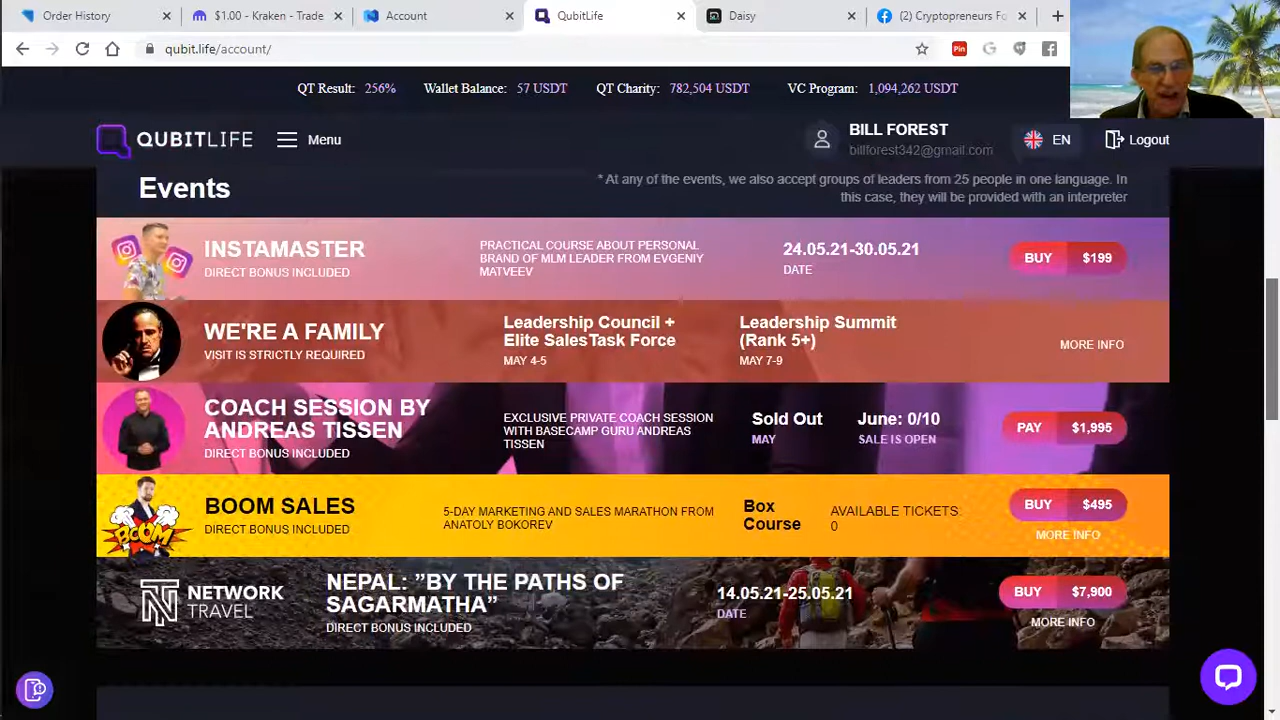 Order History
$1.00 - Kraken - Trade
Account
QubitLife
Daisy
(2) Cryptopreneurs Fo
qubit.life/account/
Pin
QT Result: 256% Wallet Balance: 57 USDT QT Charity: 782,504 USDT VC Program: 1,094,262 USDT
QUBITLIFE
Menu
BILL FOREST
billforest342@gmail.com
EN
Logout
Events
* At any of the events, we also accept groups of leaders from 25 people in one language. In
this case, they will be provided with an interpreter
INSTAMASTER
DIRECT BONUS INCLUDED
PRACTICAL COURSE ABOUT PERSONAL
BRAND OF MLM LEADER FROM EVGENIY
MATVEEV
24.05.21-30.05.21
DATE
BUY $199
WE'RE A FAMILY
VISIT IS STRICTLY REQUIRED
Leadership Council +
Elite SalesTask Force
MAY 4-5
Leadership Summit
(Rank 5+)
MAY 7-9
MORE INFO
COACH SESSION BY
ANDREAS TISSEN
DIRECT BONUS INCLUDED
EXCLUSIVE PRIVATE COACH SESSION
WITH BASECAMP GURU ANDREAS
TISSEN
Sold Out
MAY
June: 0/10
SALE IS OPEN
PAY $1,995
BOOM
BOOM SALES
DIRECT BONUS INCLUDED
5-DAY MARKETING AND SALES MARATHON FROM
ANATOLY BOKOREV
Box
Course
AVAILABLE TICKETS:
0
BUY $495
MORE INFO
NETWORK
TRAVEL
NEPAL: ”BY THE PATHS OF
SAGARMATHA”
DIRECT BONUS INCLUDED
14.05.21-25.05.21
DATE
BUY $7,900
MORE INFO